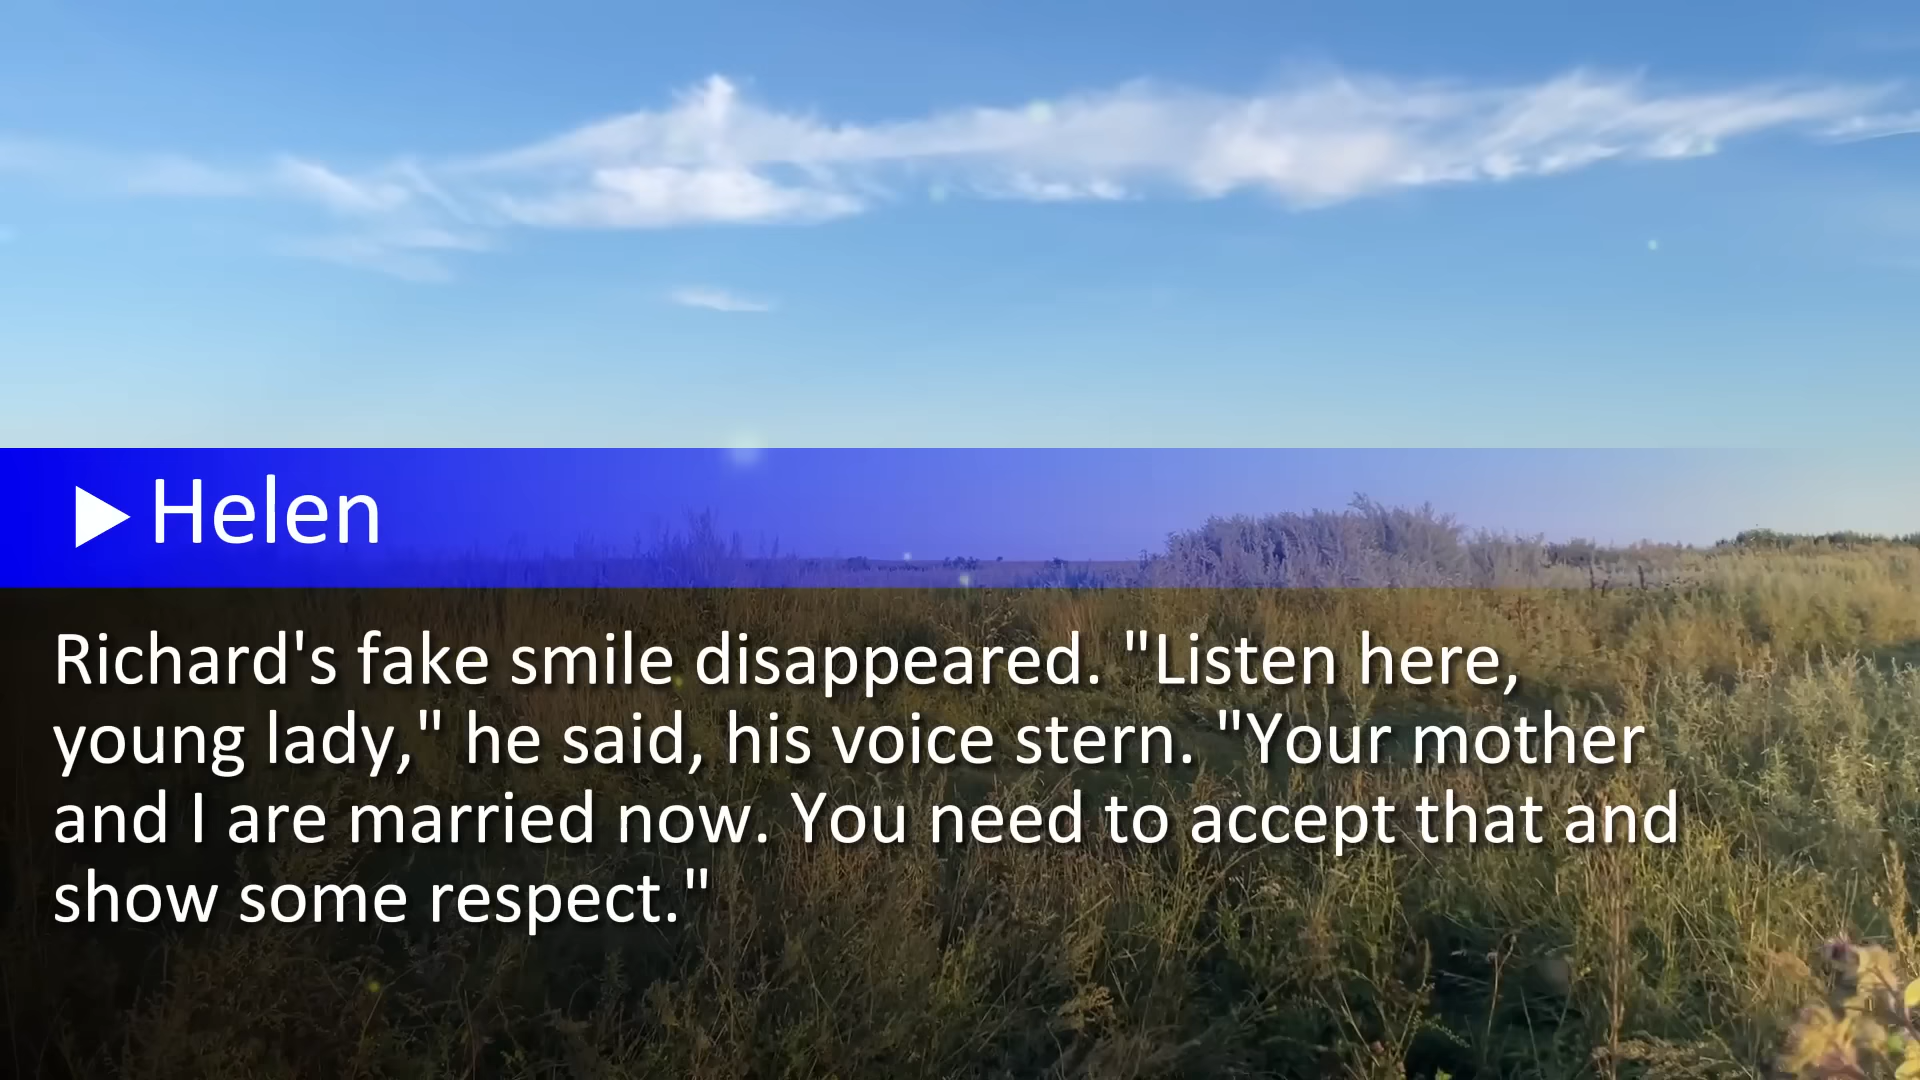 Helen
Richard's fake smile disappeared. "Listen here,
young lady," he said, his voice stern. "Your mother
and I are married now. You need to accept that and
show some respect."